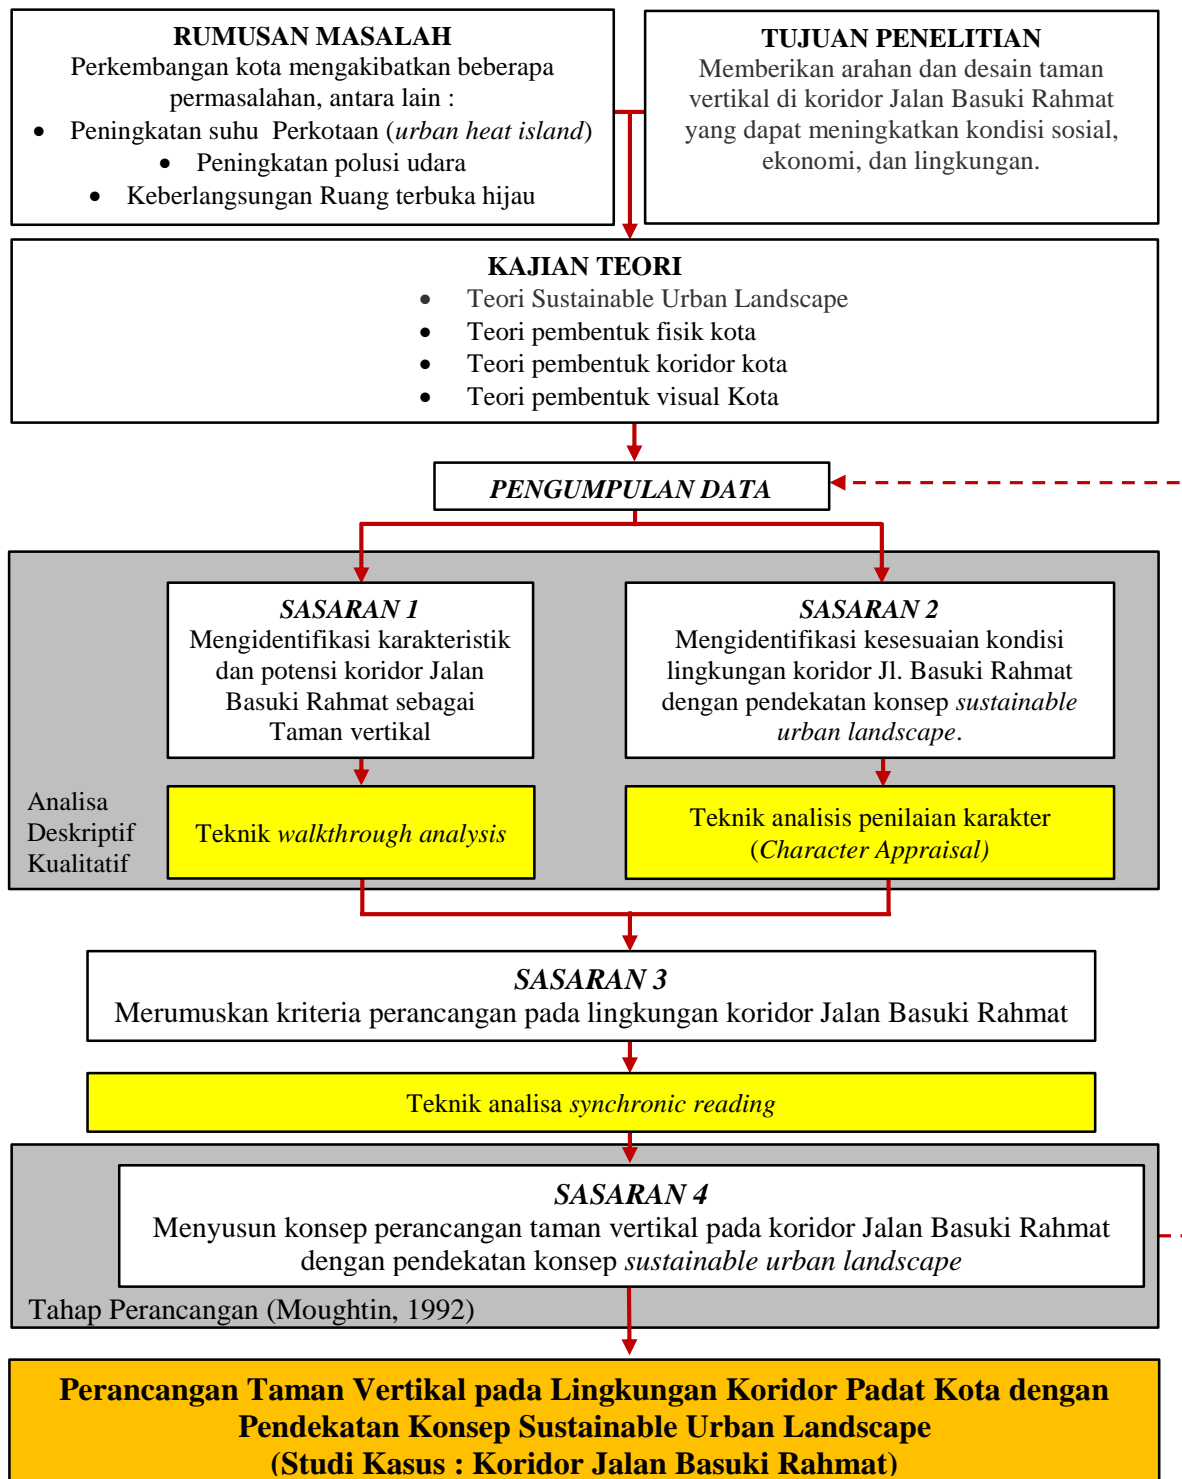 RUMUSAN MASALAH
Perkembangan kota mengakibatkan beberapa
permasalahan, antara lain :
• Peningkatan suhu Perkotaan (urban heat island)
• Peningkatan polusi udara
• Keberlangsungan Ruang terbuka hijau
TUJUAN PENELITIAN
Memberikan arahan dan desain taman
vertikal di koridor Jalan Basuki Rahmat
yang dapat meningkatkan kondisi sosial,
ekonomi, dan lingkungan.
KAJIAN TEORI
• Teori Sustainable Urban Landscape
• Teori pembentuk fisik kota
• Teori pembentuk koridor kota
• Teori pembentuk visual Kota
PENGUMPULAN DATA
SASARAN 1
Mengidentifikasi karakteristik
dan potensi koridor Jalan
Basuki Rahmat sebagai
Taman vertikal
SASARAN 2
Mengidentifikasi kesesuaian kondisi
lingkungan koridor Jl. Basuki Rahmat
dengan pendekatan konsep sustainable
urban landscape.
Analisa
Deskriptif
Kualitatif
Teknik walkthrough analysis
Teknik analisis penilaian karakter
(Character Appraisal)
SASARAN 3
Merumuskan kriteria perancangan pada lingkungan koridor Jalan Basuki Rahmat
Teknik analisa synchronic reading
SASARAN 4
Menyusun konsep perancangan taman vertikal pada koridor Jalan Basuki Rahmat
dengan pendekatan konsep sustainable urban landscape
Tahap Perancangan (Moughtin, 1992)
Perancangan Taman Vertikal pada Lingkungan Koridor Padat Kota dengan
Pendekatan Konsep Sustainable Urban Landscape
(Studi Kasus : Koridor Jalan Basuki Rahmat)